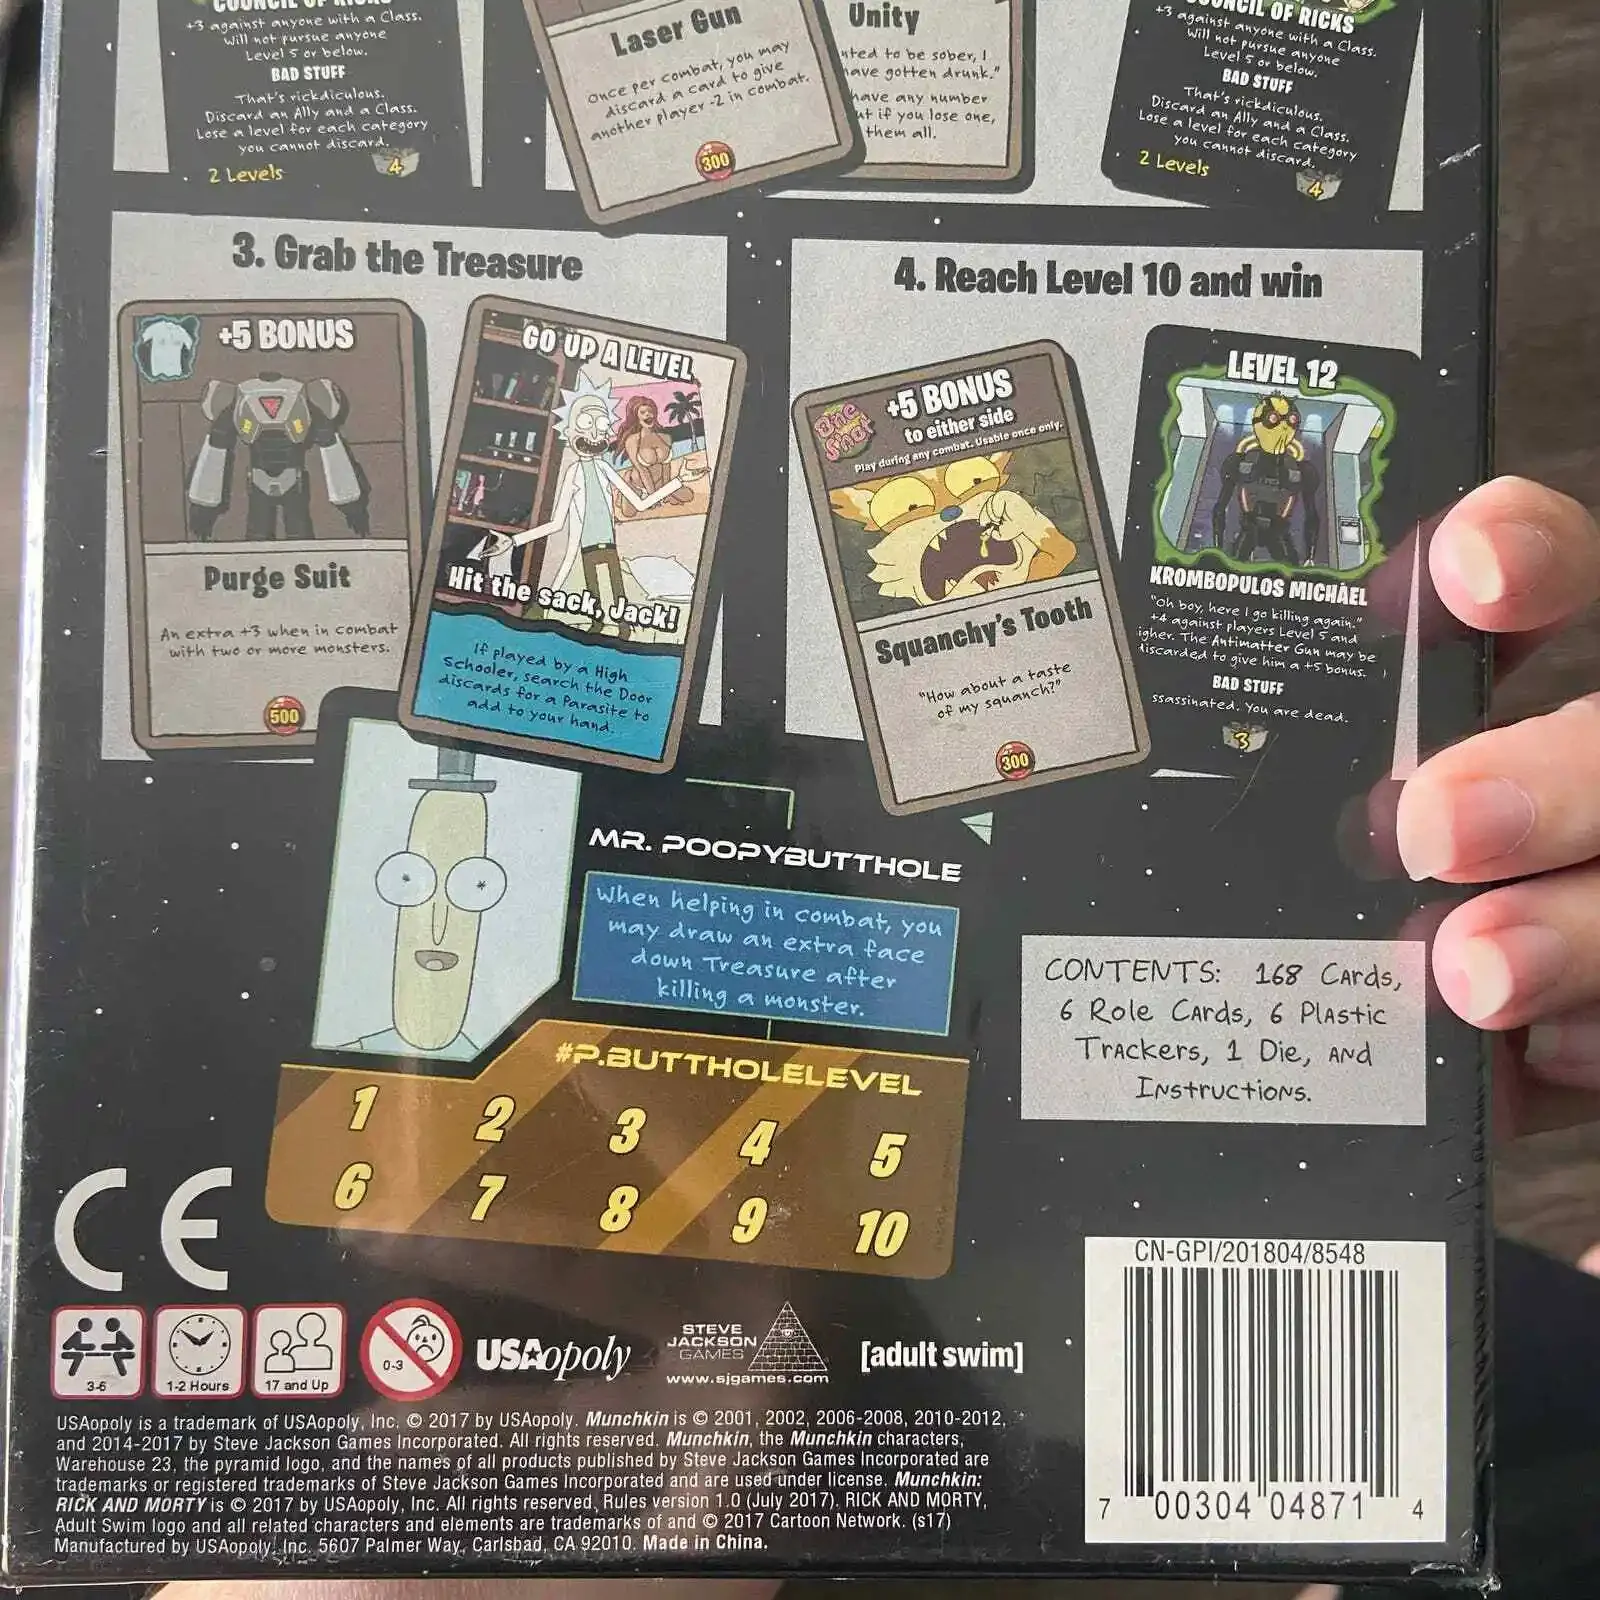 COUNCIL OF RICKS
+3 against anyone with a Class.
Will not pursue anyone
Level 5 or below.
BAD STUFF
That's rickdiculous.
Discard an Ally and a Class.
Lose a level for each category
you cannot discard.
2 Levels
4
Laser Gun
Once per combat, you may
discard a card to give
another player -2 in combat.
300
Unity
to be sober, I
have gotten drunk."
have any number
if you lose one,
them all.
COUNCIL OF RICKS
+3 against anyone with a Class.
Will not pursue anyone
Level 5 or below.
BAD STUFF
That's rickdiculous.
Discard an Ally and a Class.
Lose a level for each category
you cannot discard.
2 Levels
4
3. Grab the Treasure
+5 BONUS
Purge Suit
An extra +3 when in combat
with two or more monsters.
500
GO UP A LEVEL
Hit the sack, Jack!
If played by a High
Schooler, search the Door
discards for a Parasite to
add to your hand.
4. Reach Level 10 and win
One
Shot!
+5 BONUS
to either side
Play during any combat. Usable once only.
Squanchy's Tooth
"How about a taste
of my squanch?"
300
LEVEL 12
KROMBOPULOS MICHAEL
"Oh boy, here I go killing again."
+4 against players Level 5 and
igher. The Antimatter Gun may be
discarded to give him a +5 bonus.
BAD STUFF
ssassinated. You are dead.
3
MR. POOPYBUTTHOLE
When helping in combat, you
may draw an extra face
down Treasure after
killing a monster.
#P.BUTTHOLELEVEL
1 2 3 4 5
6 7 8 9 10
CONTENTS: 168 Cards,
6 Role Cards, 6 Plastic
Trackers, 1 Die, and
Instructions.
CE
3-6
1-2 Hours
17 and Up
0-3
USAopoly
STEVE
JACKSON
GAMES
www.sjgames.com
[adult swim]
USAopoly is a trademark of USAopoly, Inc. © 2017 by USAopoly. Munchkin is © 2001, 2002, 2006-2008, 2010-2012,
and 2014-2017 by Steve Jackson Games Incorporated. All rights reserved. Munchkin, the Munchkin characters,
Warehouse 23, the pyramid logo, and the names of all products published by Steve Jackson Games Incorporated are
trademarks or registered trademarks of Steve Jackson Games Incorporated and are used under license. Munchkin:
RICK AND MORTY is © 2017 by USAopoly, Inc. All rights reserved, Rules version 1.0 (July 2017). RICK AND MORTY,
Adult Swim logo and all related characters and elements are trademarks of and © 2017 Cartoon Network. (s17)
Manufactured by USAopoly, Inc. 5607 Palmer Way, Carlsbad, CA 92010. Made in China.
CN-GPI/201804/8548
7 00304 04871 4